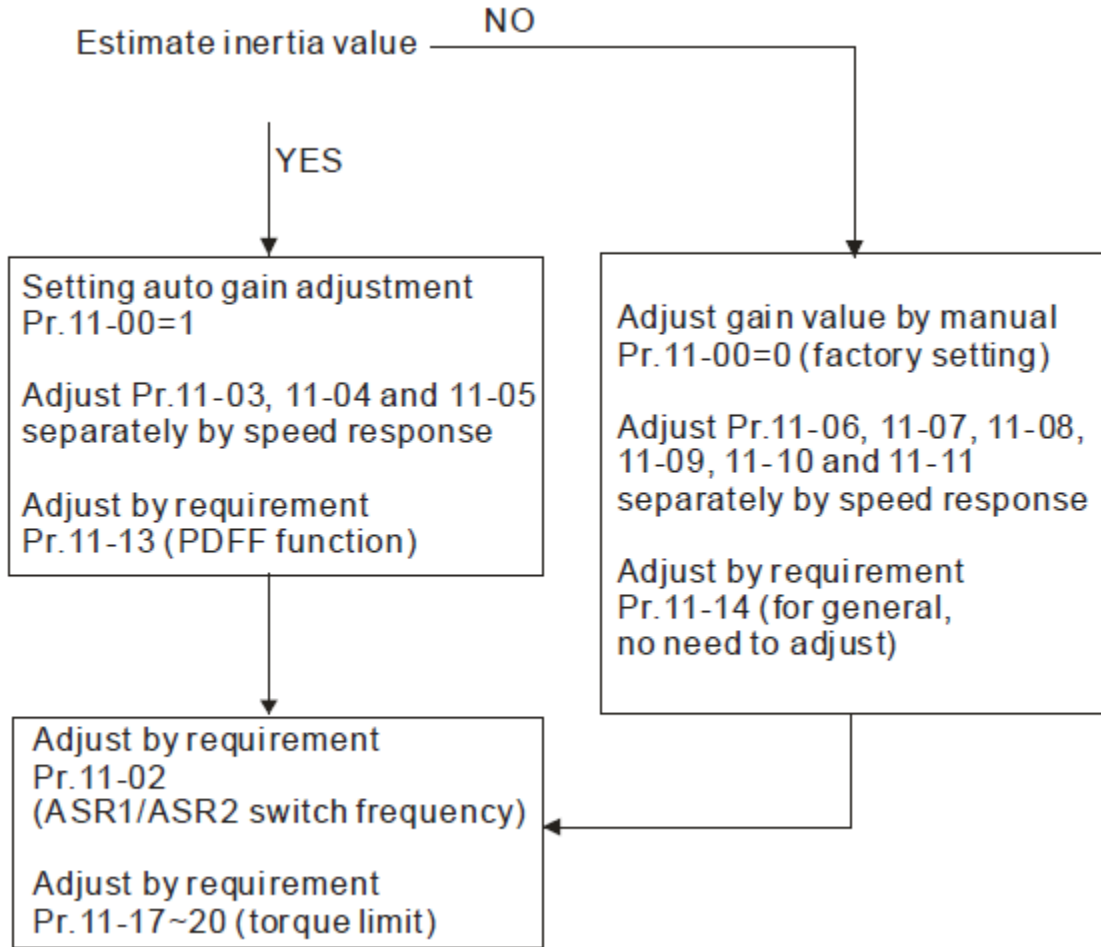 Estimate inertia value
NO
YES
Setting auto gain adjustment
Pr.11-00=1
Adjust Pr.11-03, 11-04 and 11-05
separately by speed response
Adjust by requirement
Pr.11-13 (PDFF function)
Adjust gain value by manual
Pr.11-00=0 (factory setting)
Adjust Pr.11-06, 11-07, 11-08,
11-09, 11-10 and 11-11
separately by speed response
Adjust by requirement
Pr.11-14 (for general,
no need to adjust)
Adjust by requirement
Pr.11-02
(ASR1/ASR2 switch frequency)
Adjust by requirement
Pr.11-17~20 (torque limit)